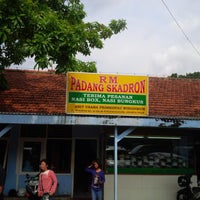 RM
PADANG SKADRON
TERIMA PESANAN
NASI BOX, NASI BUNGKUS